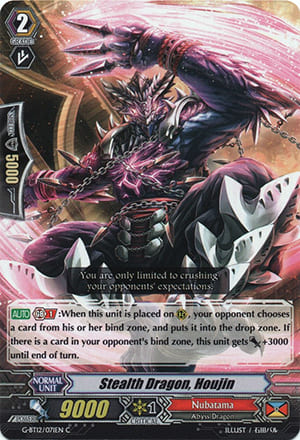 2
GRADE
5000
You are only limited to crushing
your opponents' expectations.
AUTO GB 1 :When this unit is placed on R, your opponent chooses
a card from his or her bind zone, and puts it into the drop zone. If
there is a card in your opponent's bind zone, this unit gets +3000
until end of turn.
NORMAL
UNIT
Stealth Dragon, Houjin
POWER
9000
1
CRITICAL
Nubatama
Abyss Dragon
G-BT12/071EN C
ILLUST /